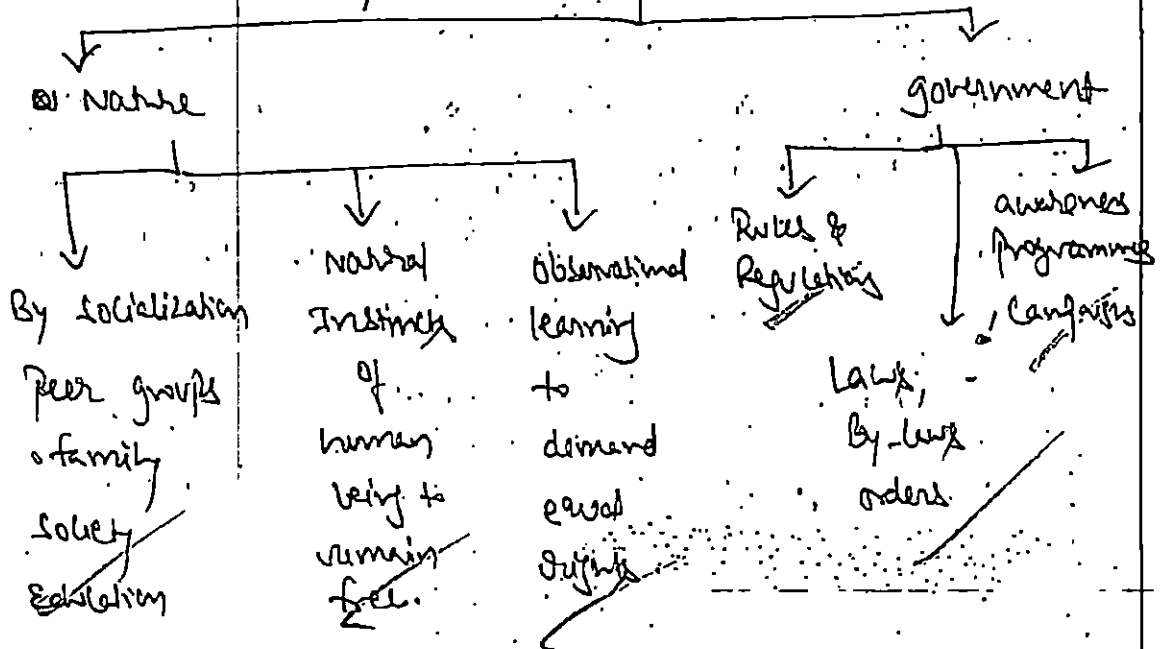 Nature
Government
By Socialization
Peer groups
family
Society
Education
Natural
Instincts
of
human
being to
remain
free.
Observational
learning
to
demand
equal
rights
Rules &
Regulations
Laws,
By-laws
orders
awareness
Programmes
, Campaigns